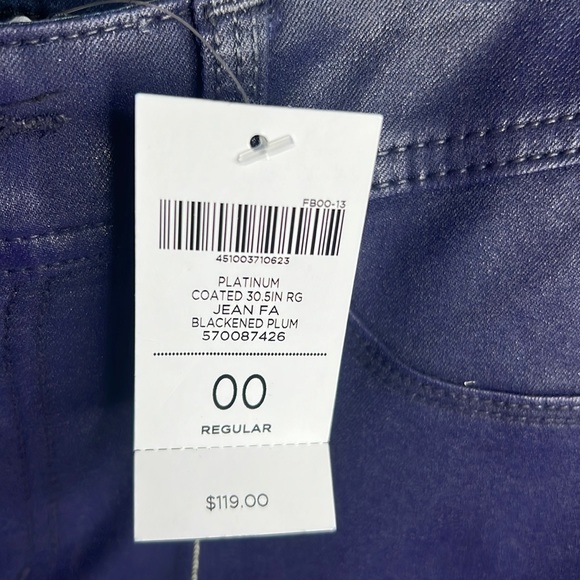 FB00-13
451003710623
PLATINUM
COATED 30.5IN RG
JEAN FA
BLACKENED PLUM
570087426
00
REGULAR
$119.00